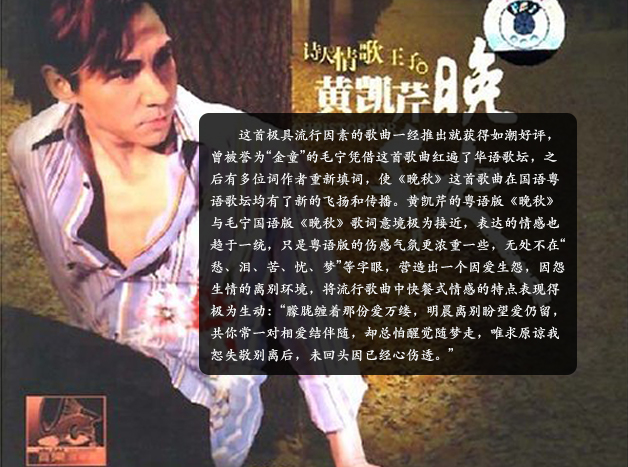 诗人情歌王子。
黄凯芹晚
这首极具流行因素的歌曲一经推出就获得如潮好评，
曾被誉为“金童”的毛宁凭借这首歌曲红遍了华语歌坛，之
后有多位词作者重新填词，使《晚秋》这首歌曲在国语粤
语歌坛均有了新的飞扬和传播。黄凯芹的粤语版《晚秋》
与毛宁国语版《晚秋》歌词意境极为接近，表达的情感也
趋于一统，只是粤语版的伤感气氛更浓重一些，无处不在“
愁、泪、苦、忧、梦”等字眼，营造出一个因爱生怨，因怨
生情的离别环境，将流行歌曲中快餐式情感的特点表现得
极为生动：“朦胧缠着那份爱万缕，明晨离别盼望爱仍留，
共你常一对相爱结伴随，却总怕醒觉随梦走，唯求原谅我
恕失敬别离后，未回头因已经心伤透。”